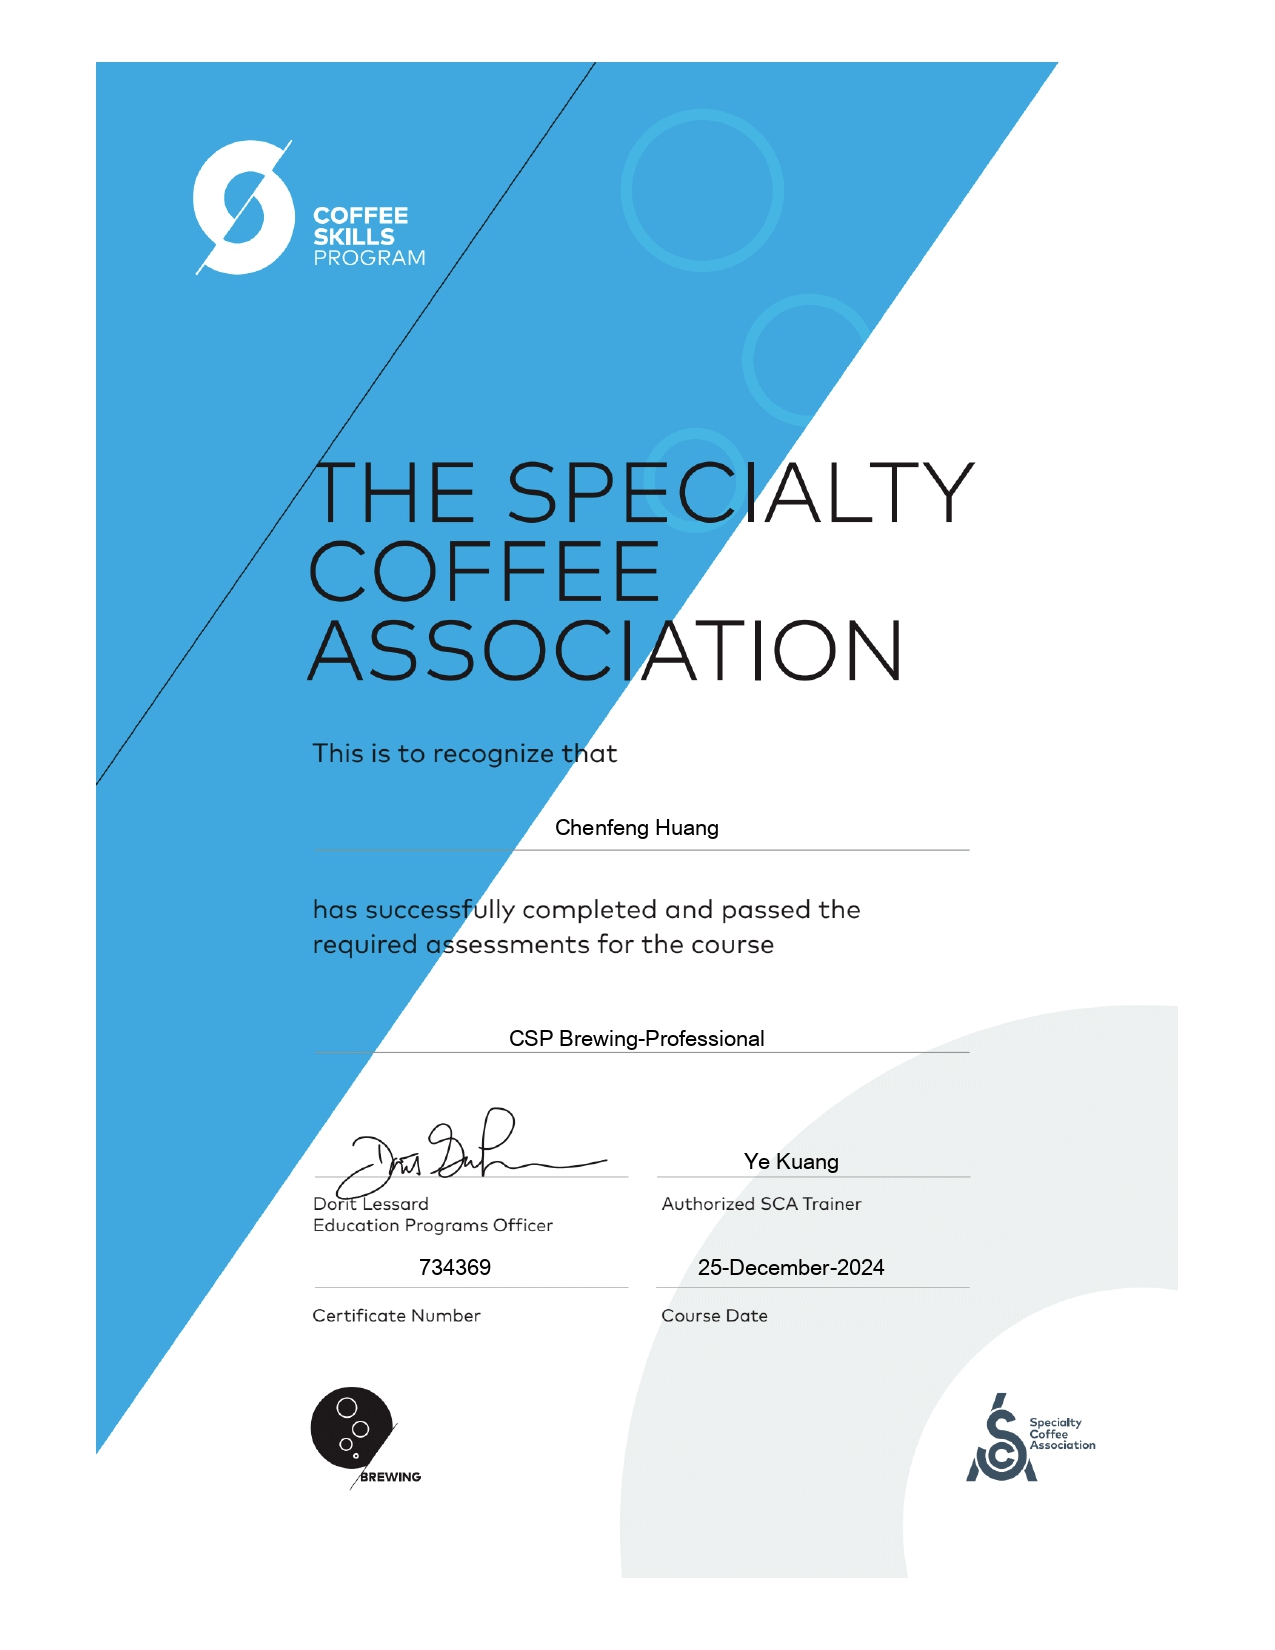 COFFEE
SKILLS
PROGRAM
THE SPECIALTY
COFFEE
ASSOCIATION
This is to recognize that
Chenfeng Huang
has successfully completed and passed the
required assessments for the course
CSP Brewing-Professional
Ye Kuang
Dorit Lessard
Authorized SCA Trainer
Education Programs Officer
734369
25-December-2024
Certificate Number
Course Date
BREWING
SCA
Specialty
Coffee
Association